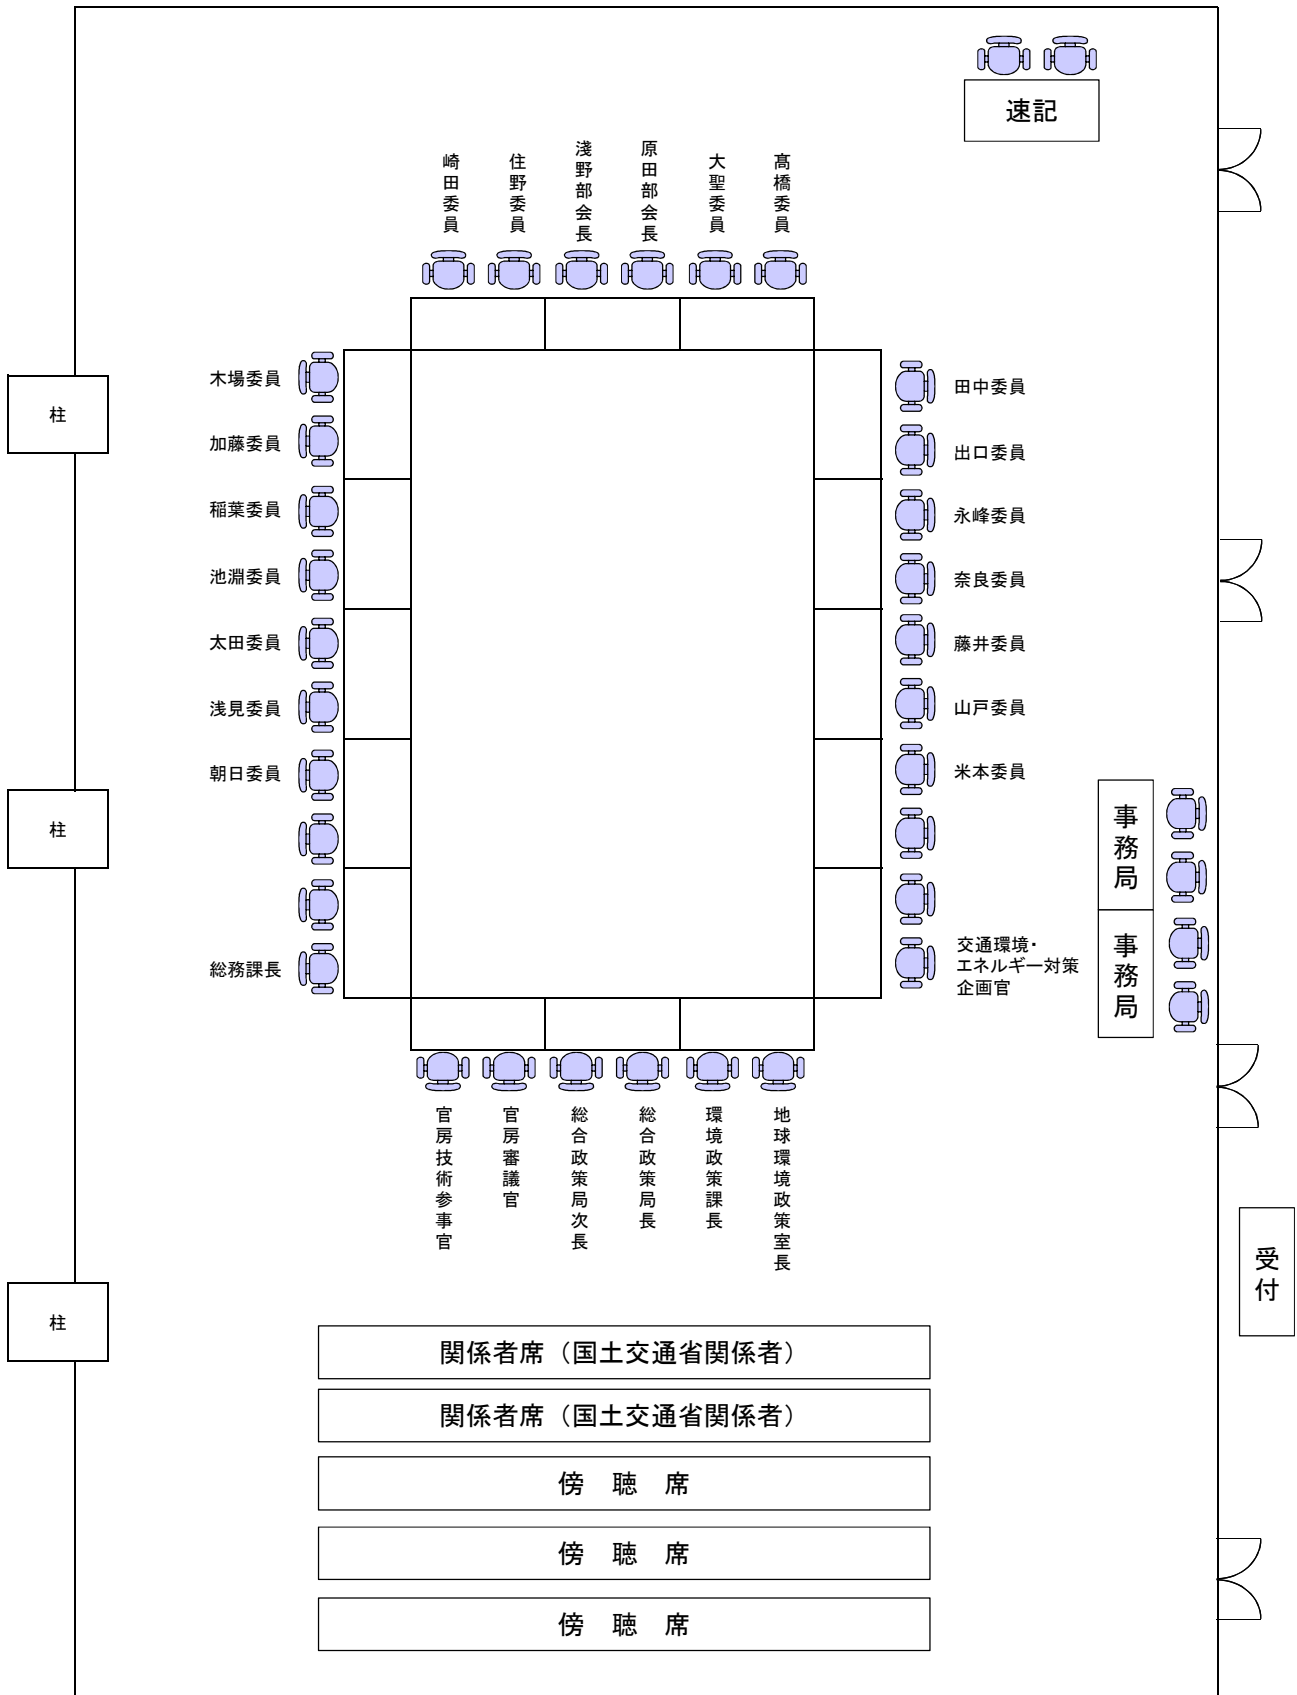 速記
崎田委員
住野委員
淺野部会長
原田部会長
大聖委員
髙橋委員
木場委員
加藤委員
稲葉委員
池淵委員
太田委員
浅見委員
朝日委員
総務課長
田中委員
出口委員
永峰委員
奈良委員
藤井委員
山戸委員
米本委員
交通環境・
エネルギー対策
企画官
柱
柱
柱
事務局
事務局
官房技術参事官
官房審議官
総合政策局次長
総合政策局長
環境政策課長
地球環境政策室長
受付
関係者席（国土交通省関係者）
関係者席（国土交通省関係者）
傍　聴　席
傍　聴　席
傍　聴　席